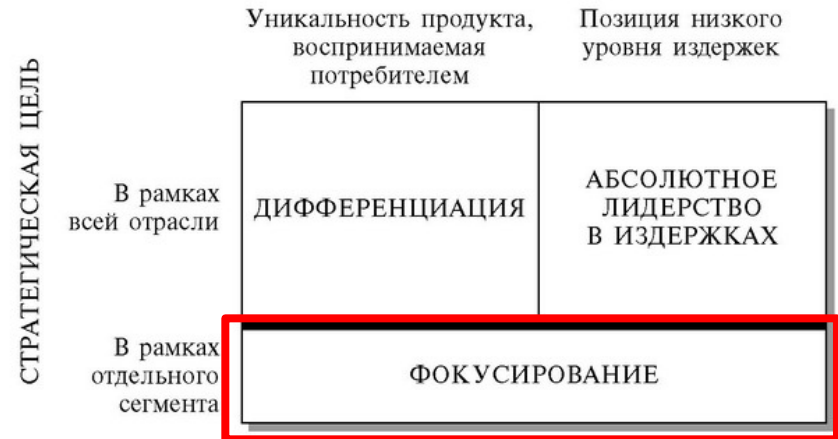 Уникальность продукта,
воспринимаемая
потребителем
Позиция низкого
уровня издержек
СТРАТЕГИЧЕСКАЯ ЦЕЛЬ
В рамках
всей отрасли
ДИФФЕРЕНЦИАЦИЯ
АБСОЛЮТНОЕ
ЛИДЕРСТВО
В ИЗДЕРЖКАХ
В рамках
отдельного
сегмента
ФОКУСИРОВАНИЕ